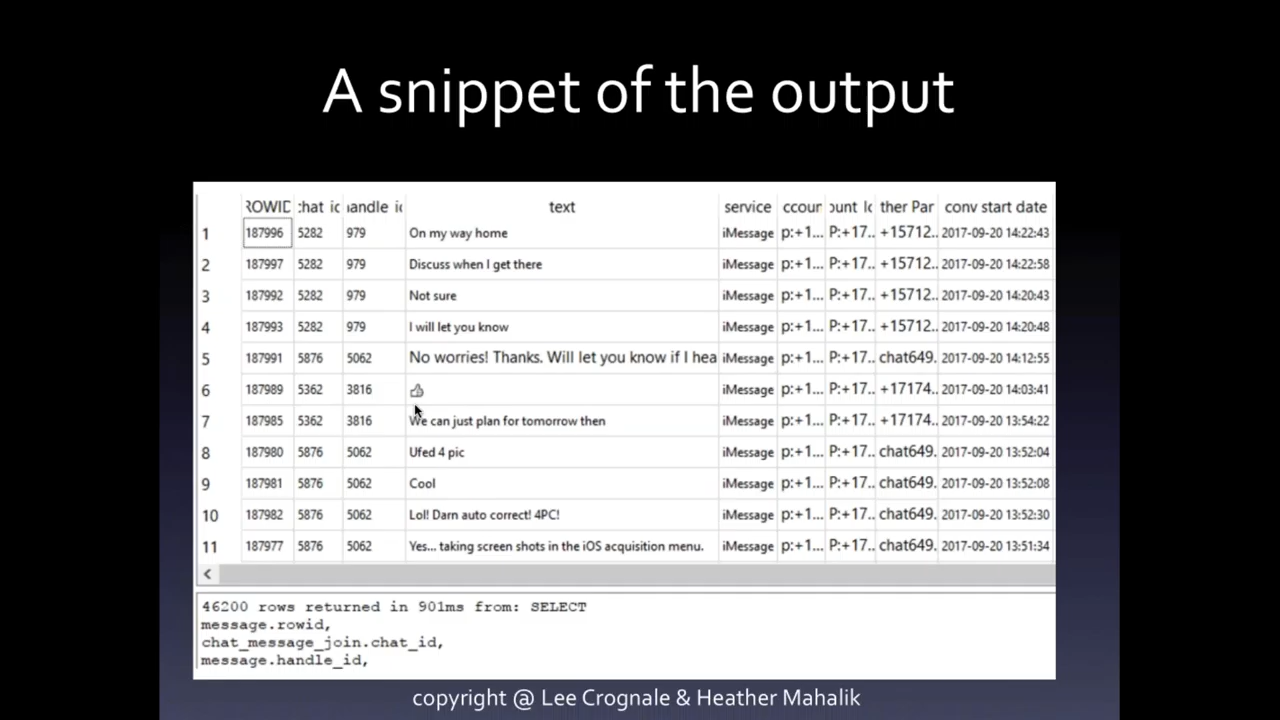 A snippet of the output
ROWID chat_id handle_id text service ccoun ount Ic ther Par conv start date
1 187996 5282 979 On my way home iMessage p:+1... P:+17.. +15712.. 2017-09-20 14:22:43
2 187997 5282 979 Discuss when I get there iMessage p:+1... P:+17.. +15712.. 2017-09-20 14:22:58
3 187992 5282 979 Not sure iMessage p:+1... P:+17.. +15712.. 2017-09-20 14:20:43
4 187993 5282 979 I will let you know iMessage p:+1... P:+17.. +15712.. 2017-09-20 14:20:48
5 187991 5876 5062 No worries! Thanks. Will let you know if I hea iMessage p:+1... P:+17.. chat649. 2017-09-20 14:12:55
6 187989 5362 3816 👍 iMessage p:+1... P:+17.. +17174.. 2017-09-20 14:03:41
7 187985 5362 3816 We can just plan for tomorrow then iMessage p:+1... P:+17.. +17174.. 2017-09-20 13:54:22
8 187980 5876 5062 Ufed 4 pic iMessage p:+1... P:+17.. chat649. 2017-09-20 13:52:04
9 187981 5876 5062 Cool iMessage p:+1... P:+17.. chat649. 2017-09-20 13:52:08
10 187982 5876 5062 Lol! Darn auto correct! 4PC! iMessage p:+1... P:+17.. chat649. 2017-09-20 13:52:30
11 187977 5876 5062 Yes... taking screen shots in the iOS acquisition menu. iMessage p:+1... P:+17.. chat649. 2017-09-20 13:51:34
46200 rows returned in 901ms from: SELECT
message.rowid,
chat_message_join.chat_id,
message.handle_id,
copyright @ Lee Crognale & Heather Mahalik